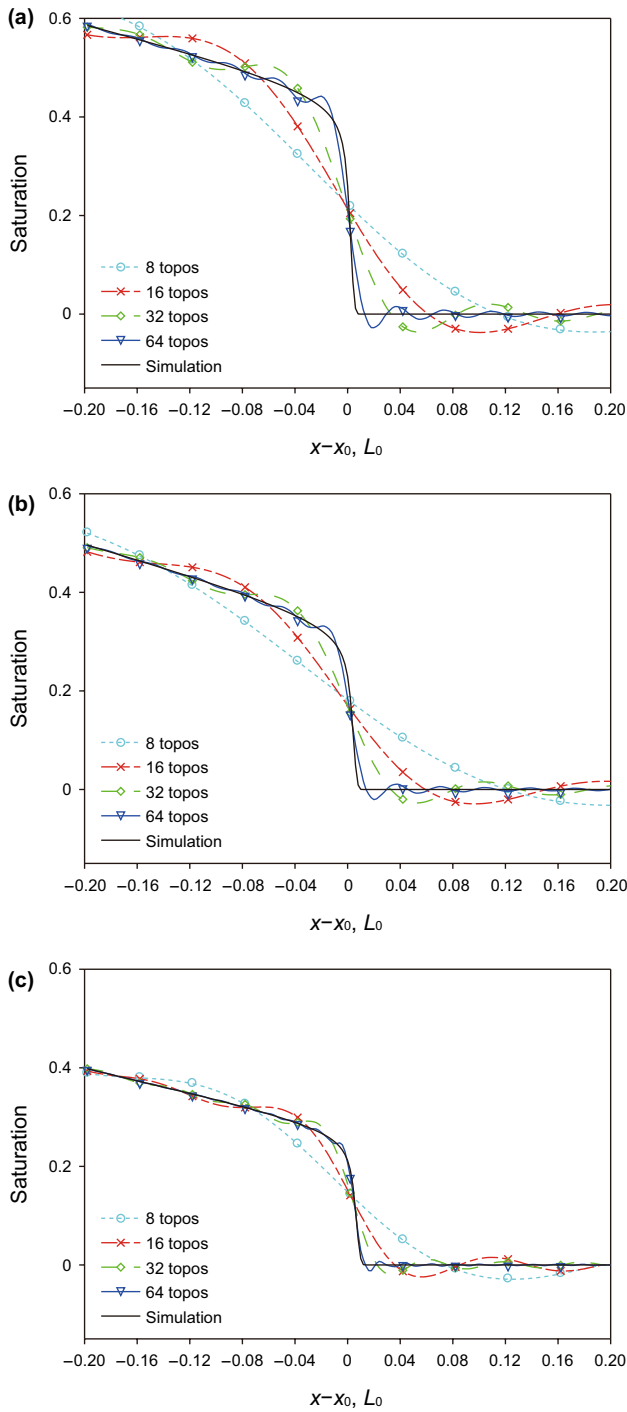 (a)
0.6
0.4
0.2
0
Saturation
8 topos
16 topos
32 topos
64 topos
Simulation
−0.20 −0.16 −0.12 −0.08 −0.04 0 0.04 0.08 0.12 0.16 0.20
x−x₀, L₀
(b)
0.6
0.4
0.2
0
Saturation
8 topos
16 topos
32 topos
64 topos
Simulation
−0.20 −0.16 −0.12 −0.08 −0.04 0 0.04 0.08 0.12 0.16 0.20
x−x₀, L₀
(c)
0.6
0.4
0.2
0
Saturation
8 topos
16 topos
32 topos
64 topos
Simulation
−0.20 −0.16 −0.12 −0.08 −0.04 0 0.04 0.08 0.12 0.16 0.20
x−x₀, L₀